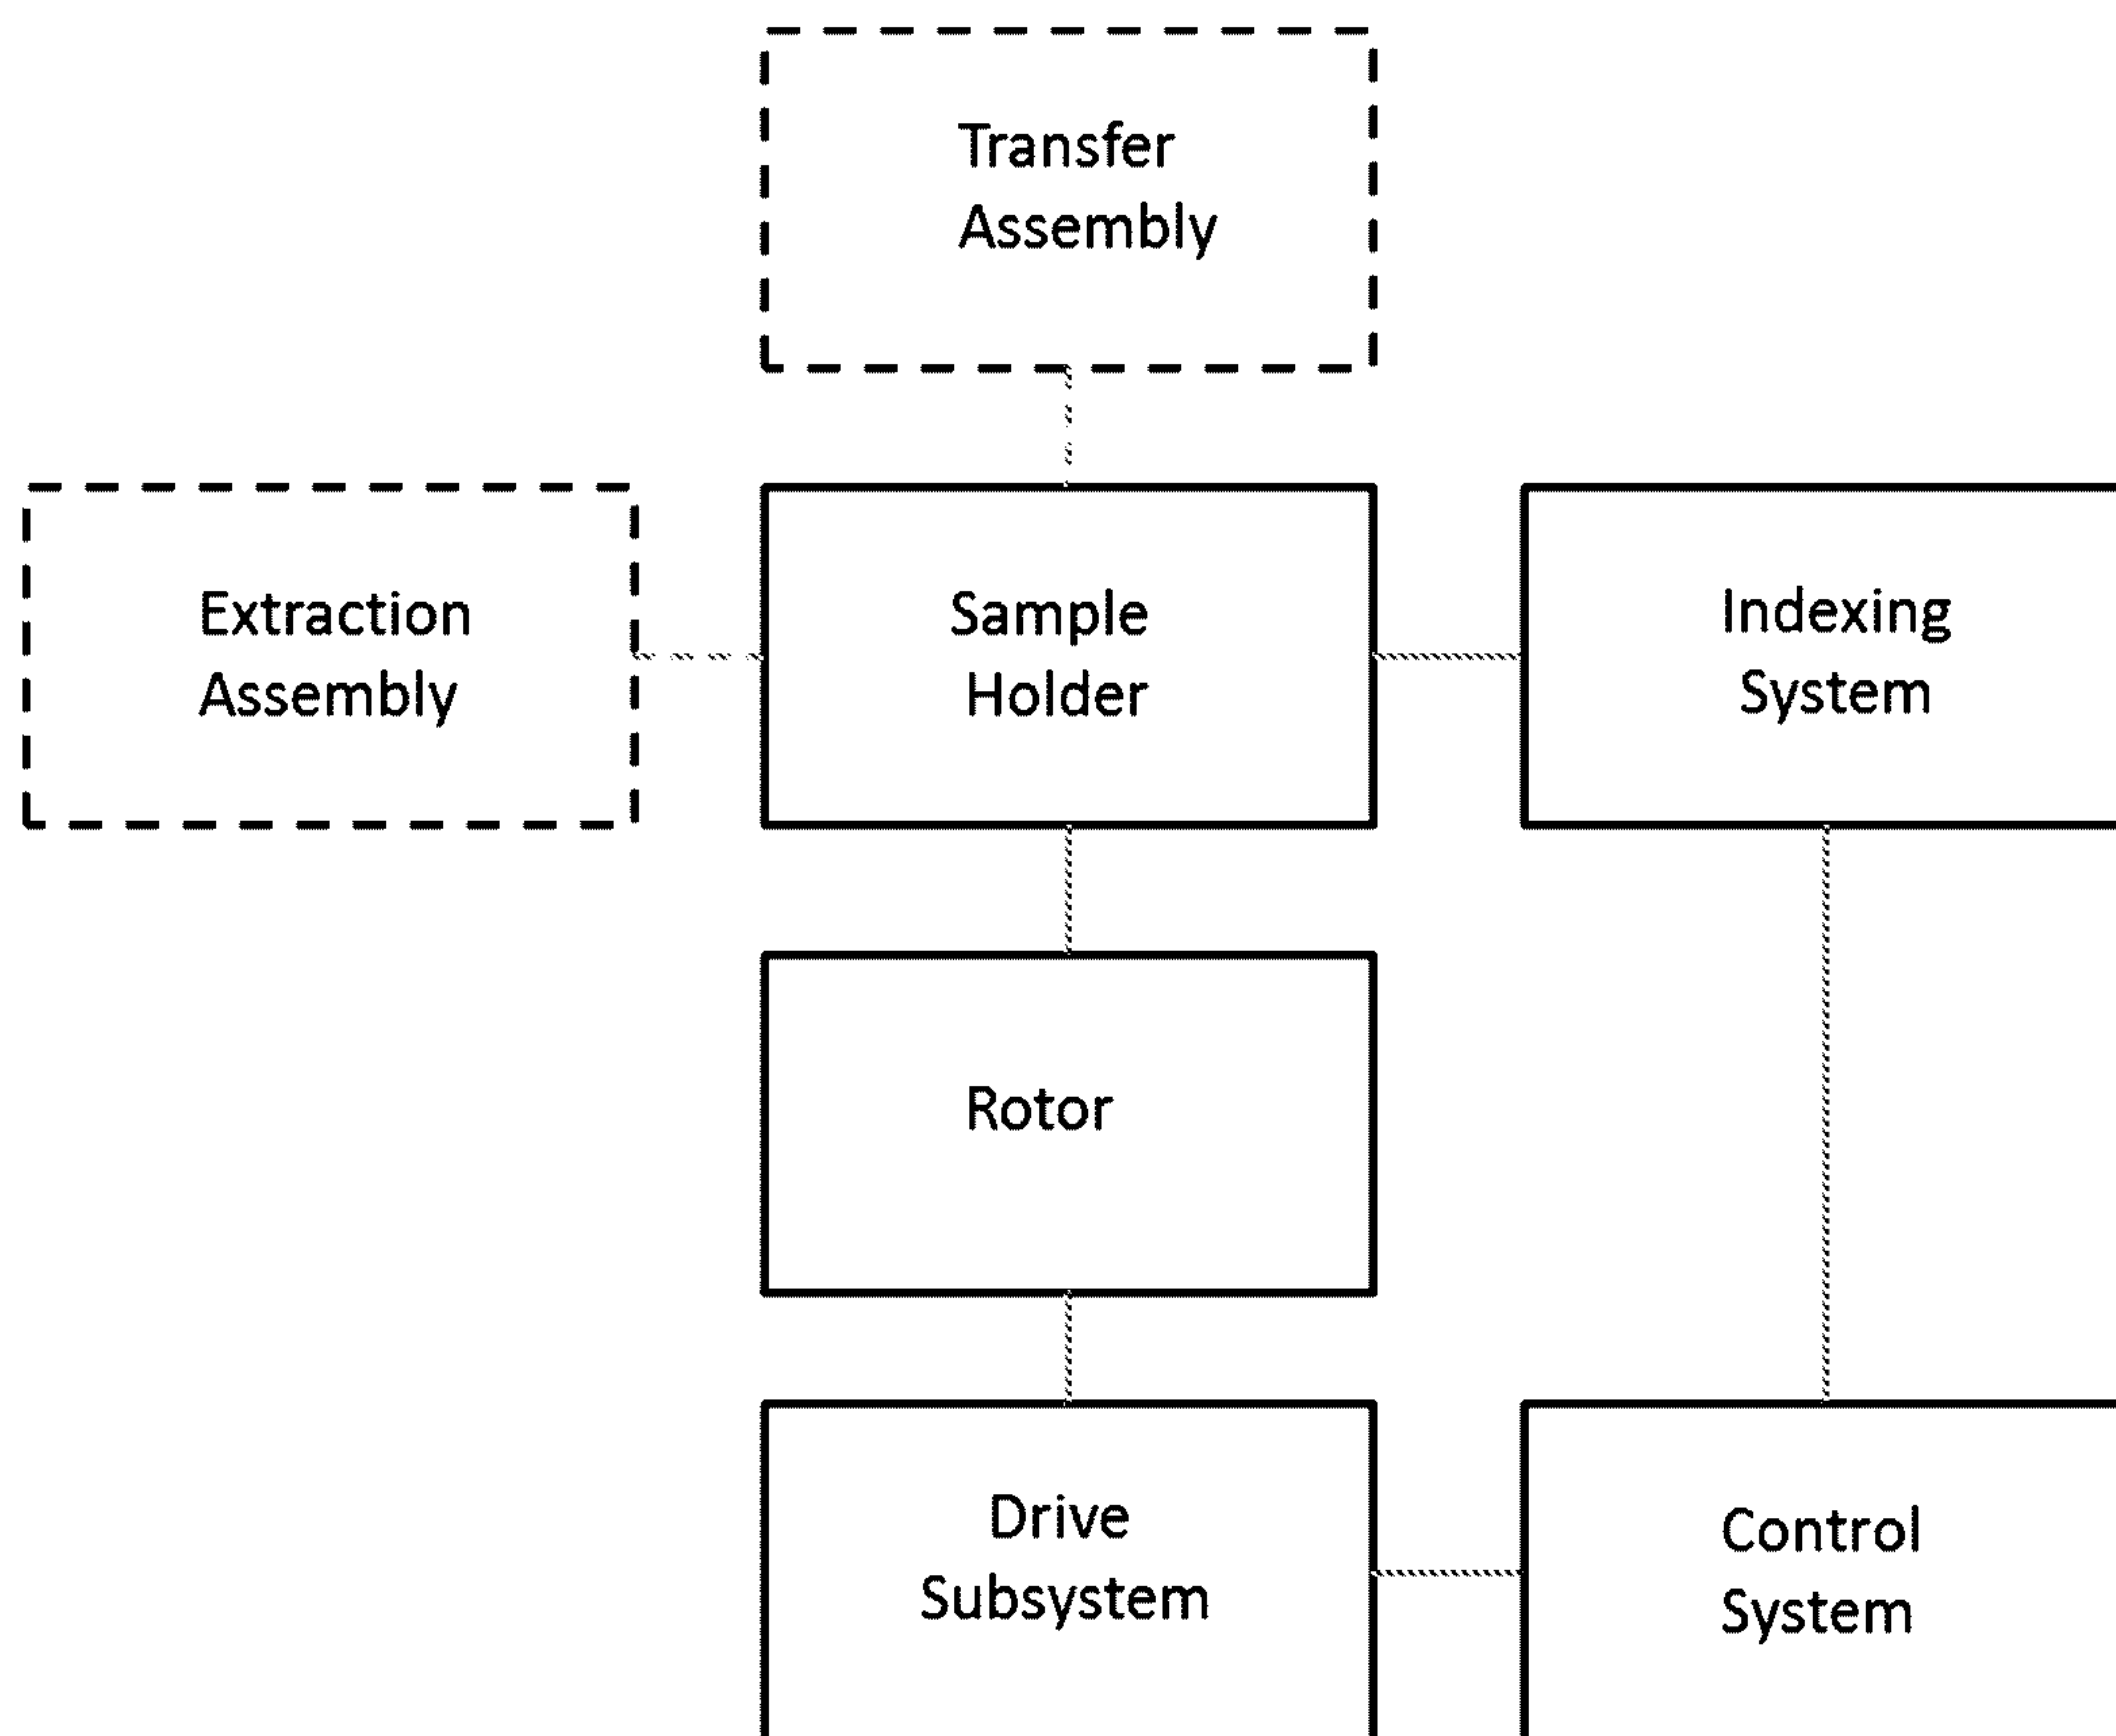 Transfer
Assembly
Extraction
Assembly
Sample
Holder
Indexing
System
Rotor
Drive
Subsystem
Control
System